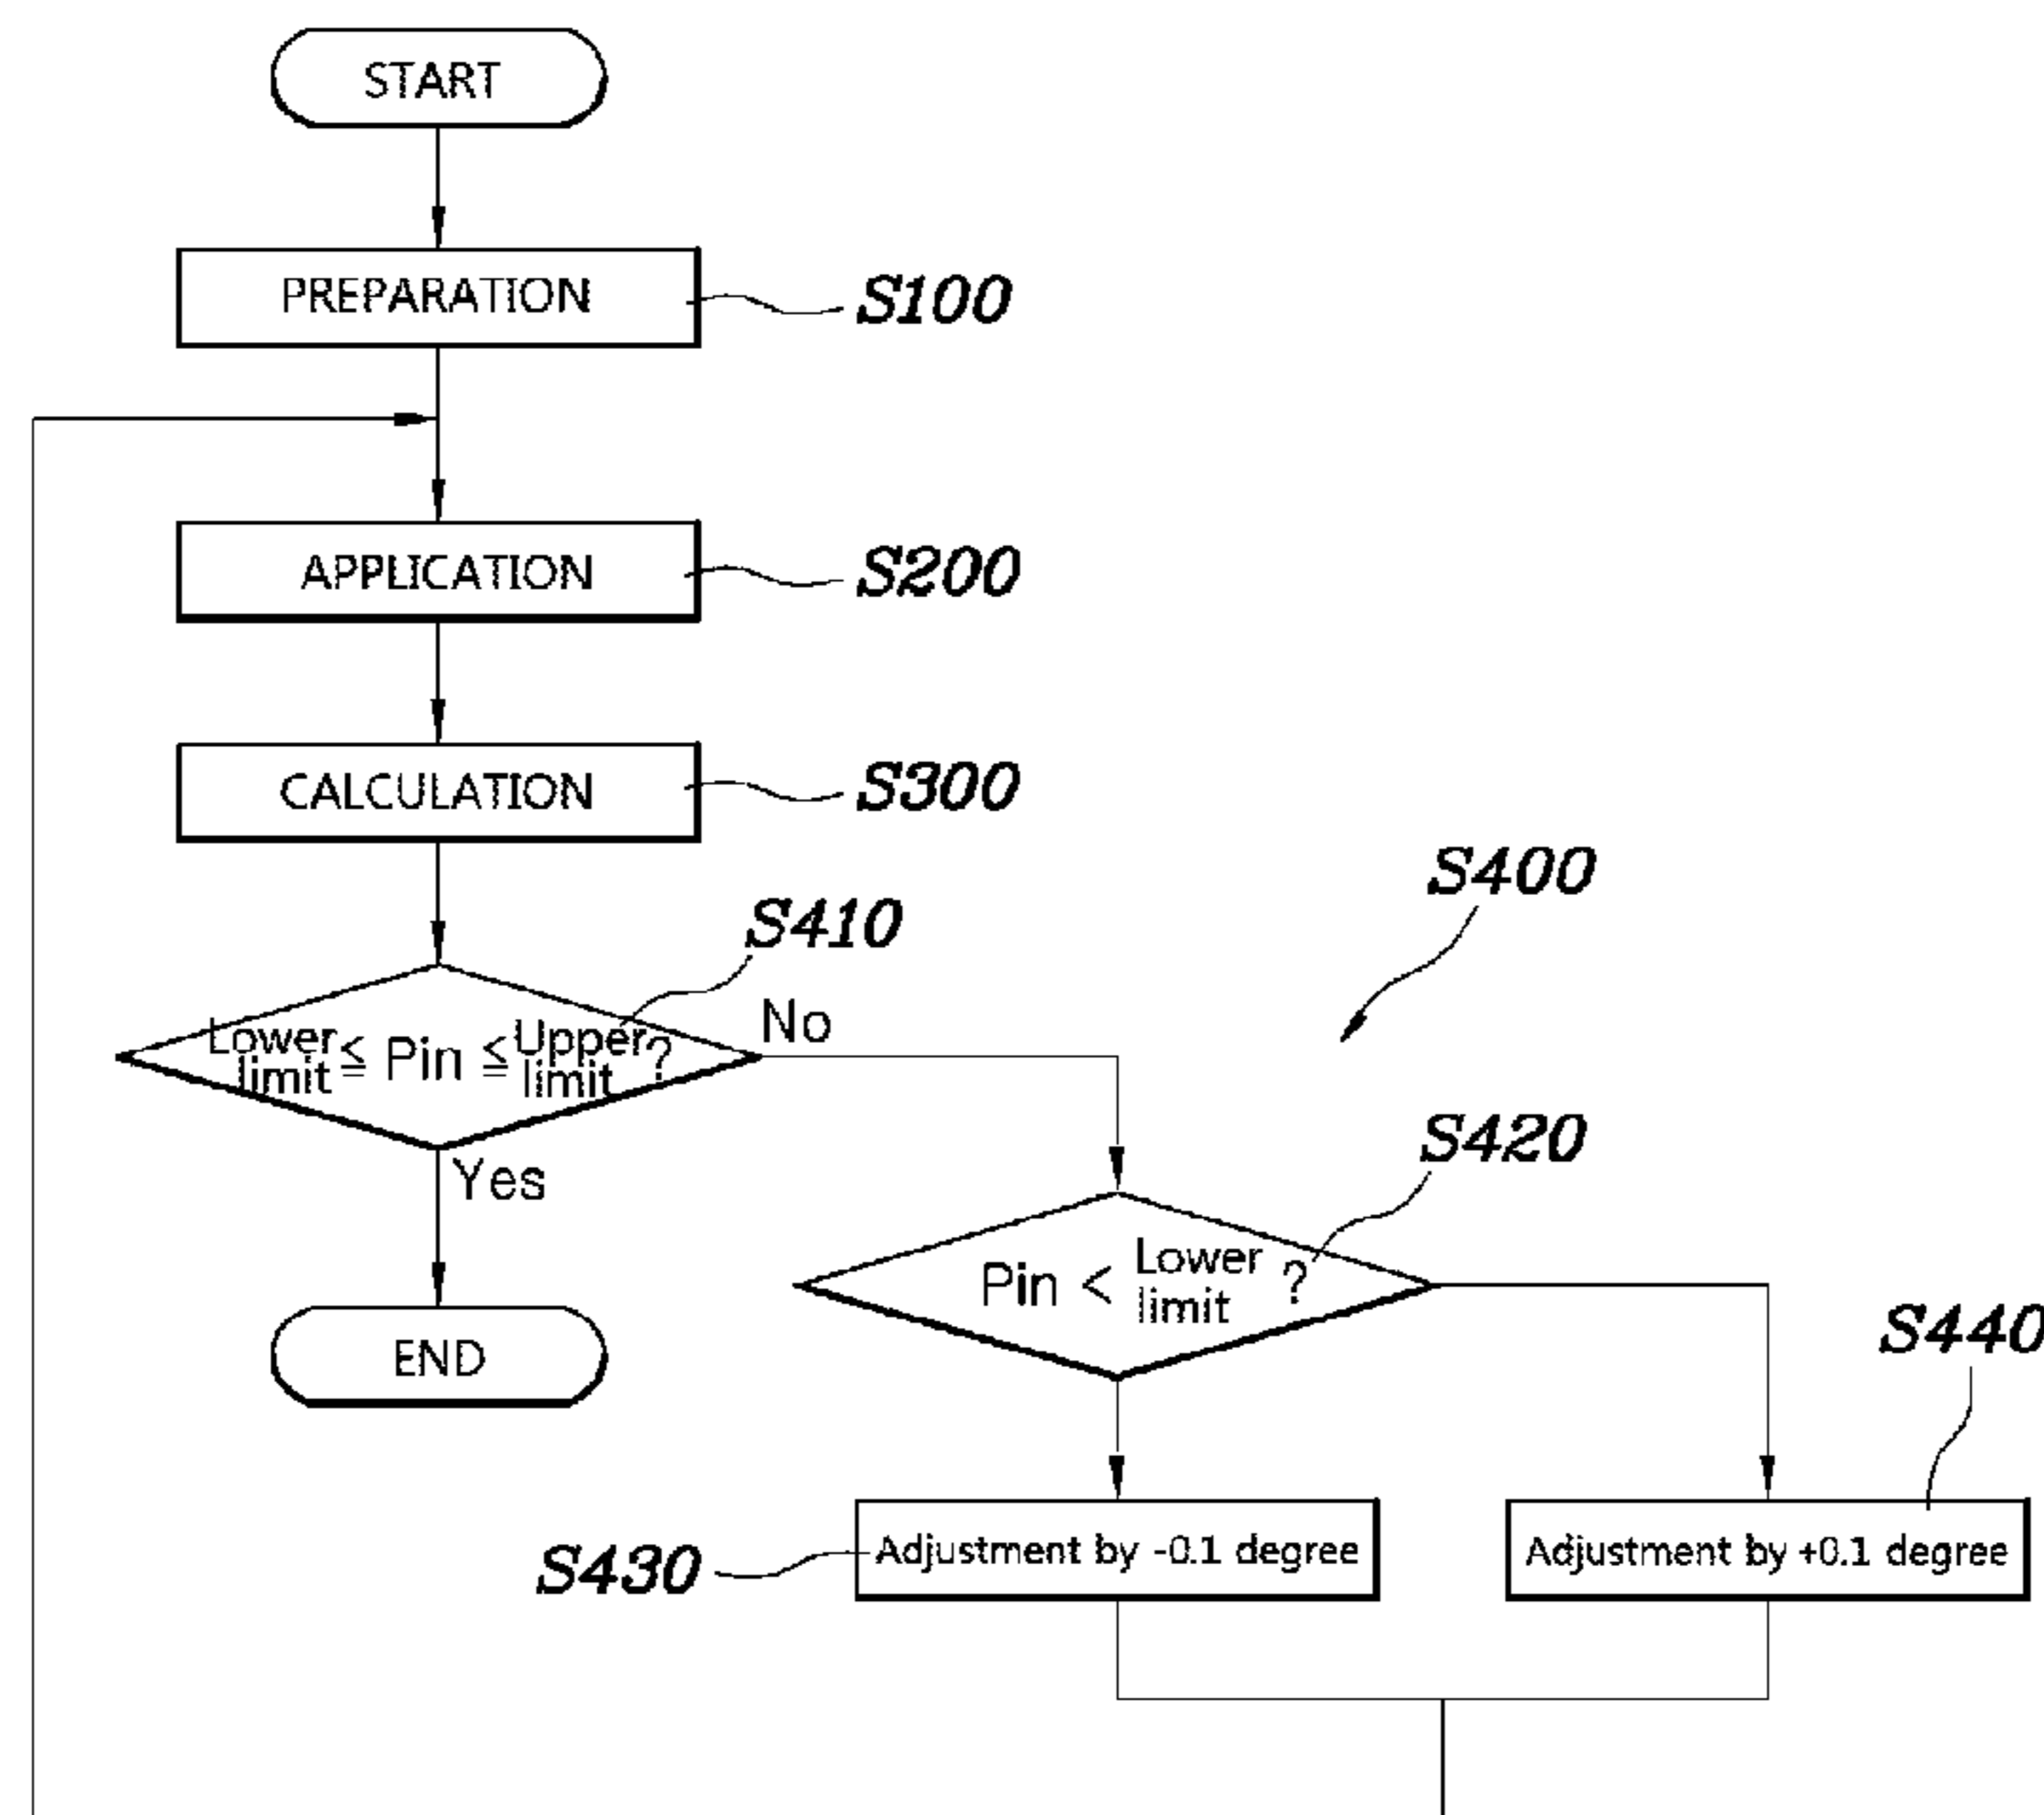 START
PREPARATION
S100
APPLICATION
S200
CALCULATION
S300
S400
S410
Lower
limit
≦ Pin ≦
Upper
limit
?
No
Yes
S420
Pin <
Lower
limit
?
END
S440
S430
Adjustment by -0.1 degree
Adjustment by +0.1 degree